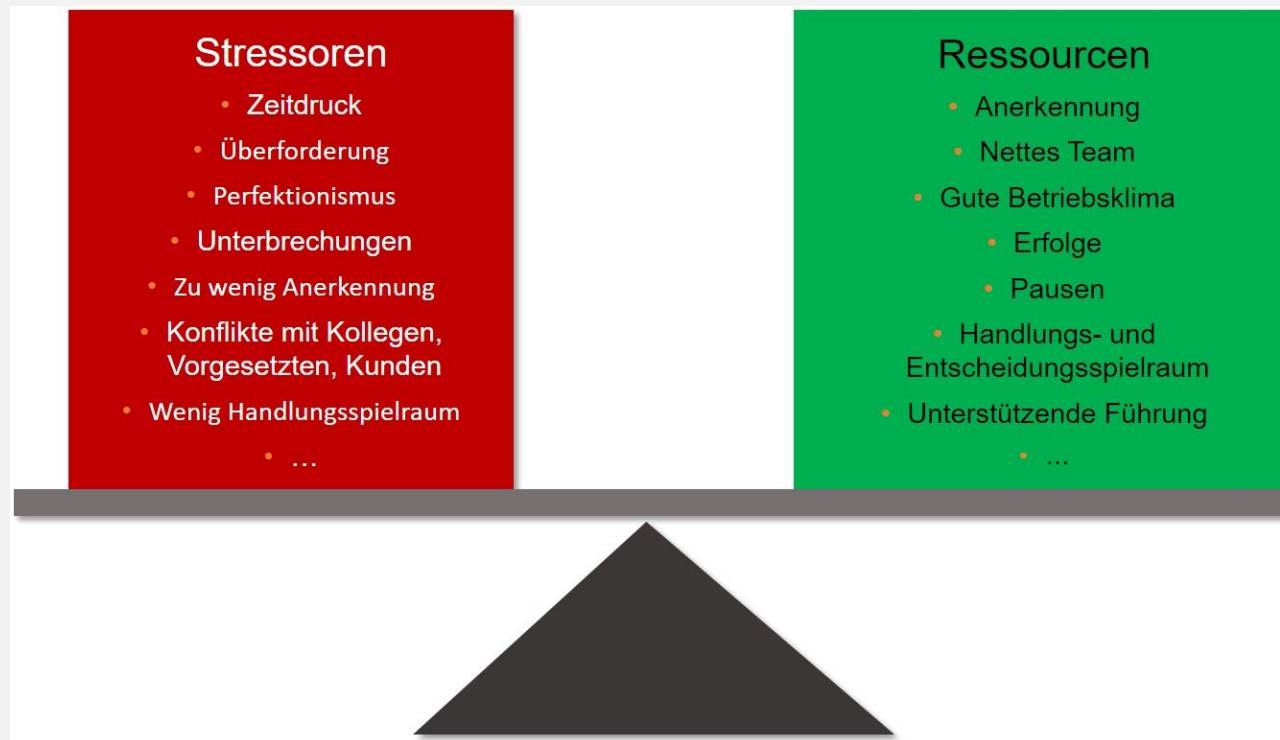 Stressoren
• Zeitdruck
• Überforderung
• Perfektionismus
• Unterbrechungen
• Zu wenig Anerkennung
• Konflikte mit Kollegen,
Vorgesetzten, Kunden
• Wenig Handlungsspielraum
• ...
Ressourcen
• Anerkennung
• Nettes Team
• Gute Betriebsklima
• Erfolge
• Pausen
• Handlungs- und
Entscheidungsspielraum
• Unterstützende Führung
• ...